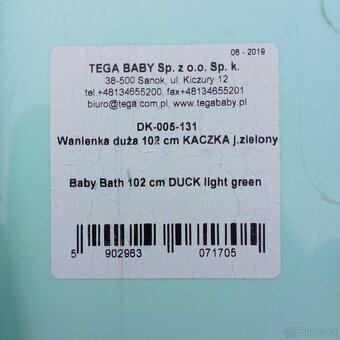 06 - 2019
TEGA BABY Sp. z o.o. Sp. k.
38-500 Sanok, ul. Kiczury 12
tel +48134655200, fax+48134655201
biuro@tega.com.pl, www.tegababy.pl
DK-005-131
Wanienka duża 102 cm KACZKA j.zielony
Baby Bath 102 cm DUCK light green
5 902963 071705